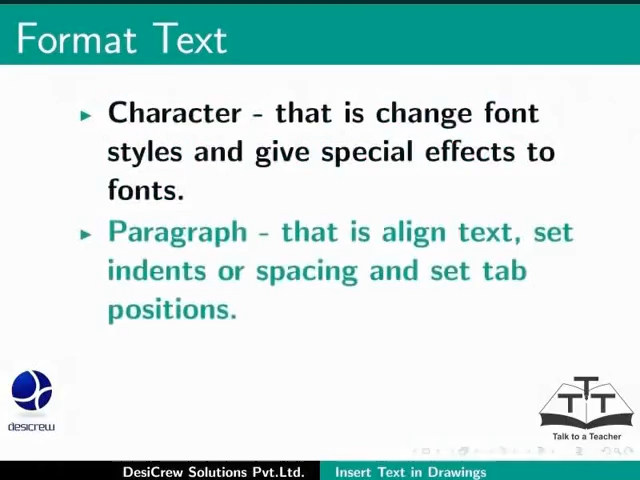 Format Text
Character - that is change font
styles and give special effects to
fonts.
Paragraph - that is align text, set
indents or spacing and set tab
positions.
desicrew
TTT
Talk to a Teacher
DesiCrew Solutions Pvt.Ltd. Insert Text in Drawings